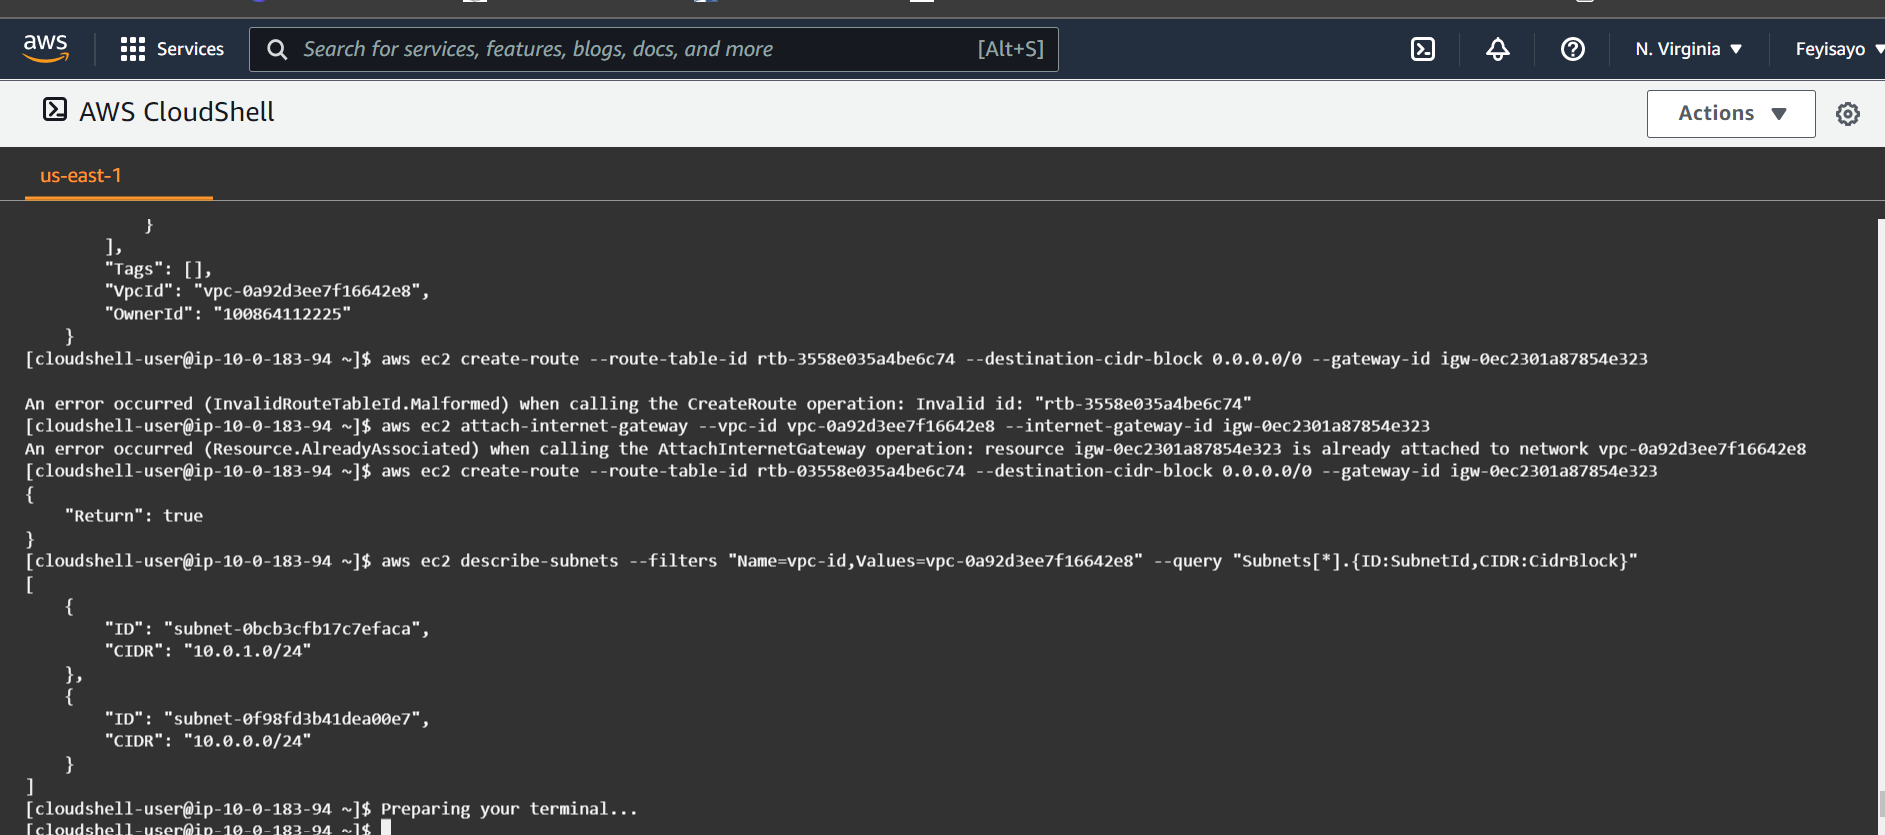 aws
Services
Search for services, features, blogs, docs, and more [Alt+S]
N. Virginia ▼
Feyisayo ▼
AWS CloudShell
Actions ▼
us-east-1
            }
        ],
        "Tags": [],
        "VpcId": "vpc-0a92d3ee7f16642e8",
        "OwnerId": "100864112225"
    }
[cloudshell-user@ip-10-0-183-94 ~]$ aws ec2 create-route --route-table-id rtb-3558e035a4be6c74 --destination-cidr-block 0.0.0.0/0 --gateway-id igw-0ec2301a87854e323
An error occurred (InvalidRouteTableId.Malformed) when calling the CreateRoute operation: Invalid id: "rtb-3558e035a4be6c74"
[cloudshell-user@ip-10-0-183-94 ~]$ aws ec2 attach-internet-gateway --vpc-id vpc-0a92d3ee7f16642e8 --internet-gateway-id igw-0ec2301a87854e323
An error occurred (Resource.AlreadyAssociated) when calling the AttachInternetGateway operation: resource igw-0ec2301a87854e323 is already attached to network vpc-0a92d3ee7f16642e8
[cloudshell-user@ip-10-0-183-94 ~]$ aws ec2 create-route --route-table-id rtb-03558e035a4be6c74 --destination-cidr-block 0.0.0.0/0 --gateway-id igw-0ec2301a87854e323
{
    "Return": true
}
[cloudshell-user@ip-10-0-183-94 ~]$ aws ec2 describe-subnets --filters "Name=vpc-id,Values=vpc-0a92d3ee7f16642e8" --query "Subnets[*].{ID:SubnetId,CIDR:CidrBlock}"
[
    {
        "ID": "subnet-0bcb3cfb17c7efaca",
        "CIDR": "10.0.1.0/24"
    },
    {
        "ID": "subnet-0f98fd3b41dea00e7",
        "CIDR": "10.0.0.0/24"
    }
]
[cloudshell-user@ip-10-0-183-94 ~]$ Preparing your terminal...
[cloudshell-user@ip-10-0-183-94 ~]$